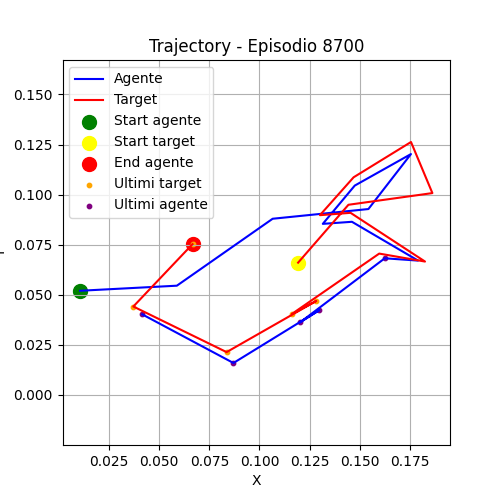 Trajectory - Episodio 8700
Agente
Target
Start agente
Start target
End agente
Ultimi target
Ultimi agente
0.150
0.125
0.100
0.075
0.050
0.025
0.000
0.025
0.050
0.075
0.100
0.125
0.150
0.175
X